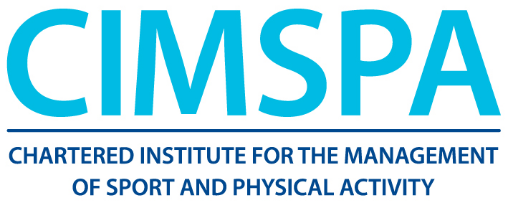 CIMSPA
CHARTERED INSTITUTE FOR THE MANAGEMENT
OF SPORT AND PHYSICAL ACTIVITY